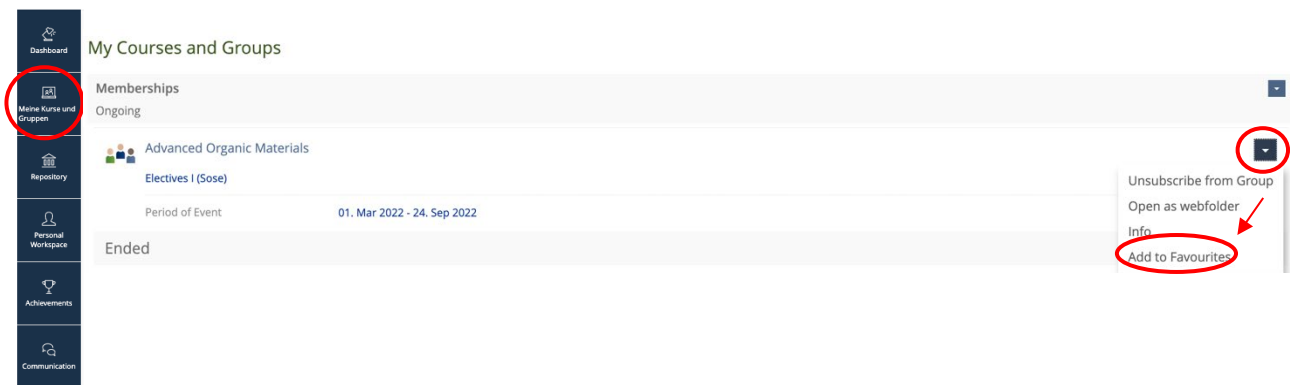 Dashboard
Meine Kurse und
Gruppen
Repository
Personal
Workspace
Achievements
Communication
My Courses and Groups
Memberships
Ongoing
Advanced Organic Materials
Electives I (Sose)
Period of Event 01. Mar 2022 - 24. Sep 2022
Ended
Unsubscribe from Group
Open as webfolder
Info
Add to Favourites